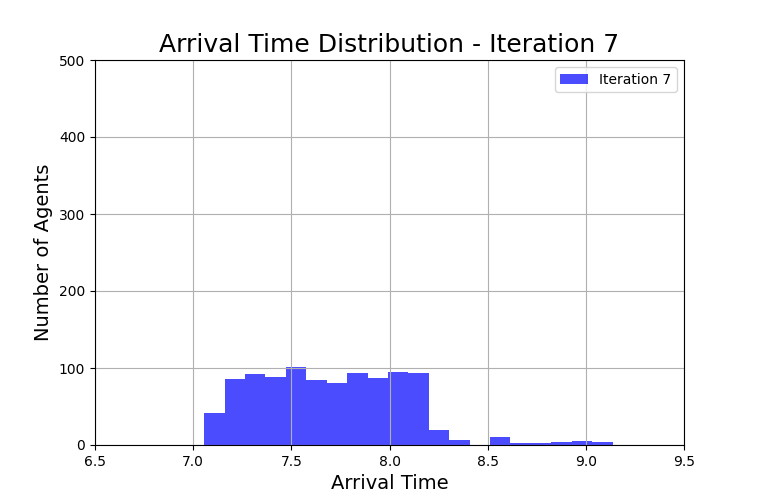 Arrival Time Distribution - Iteration 7
Iteration 7
Number of Agents
500
400
300
200
100
0
6.5 7.0 7.5 8.0 8.5 9.0 9.5
Arrival Time